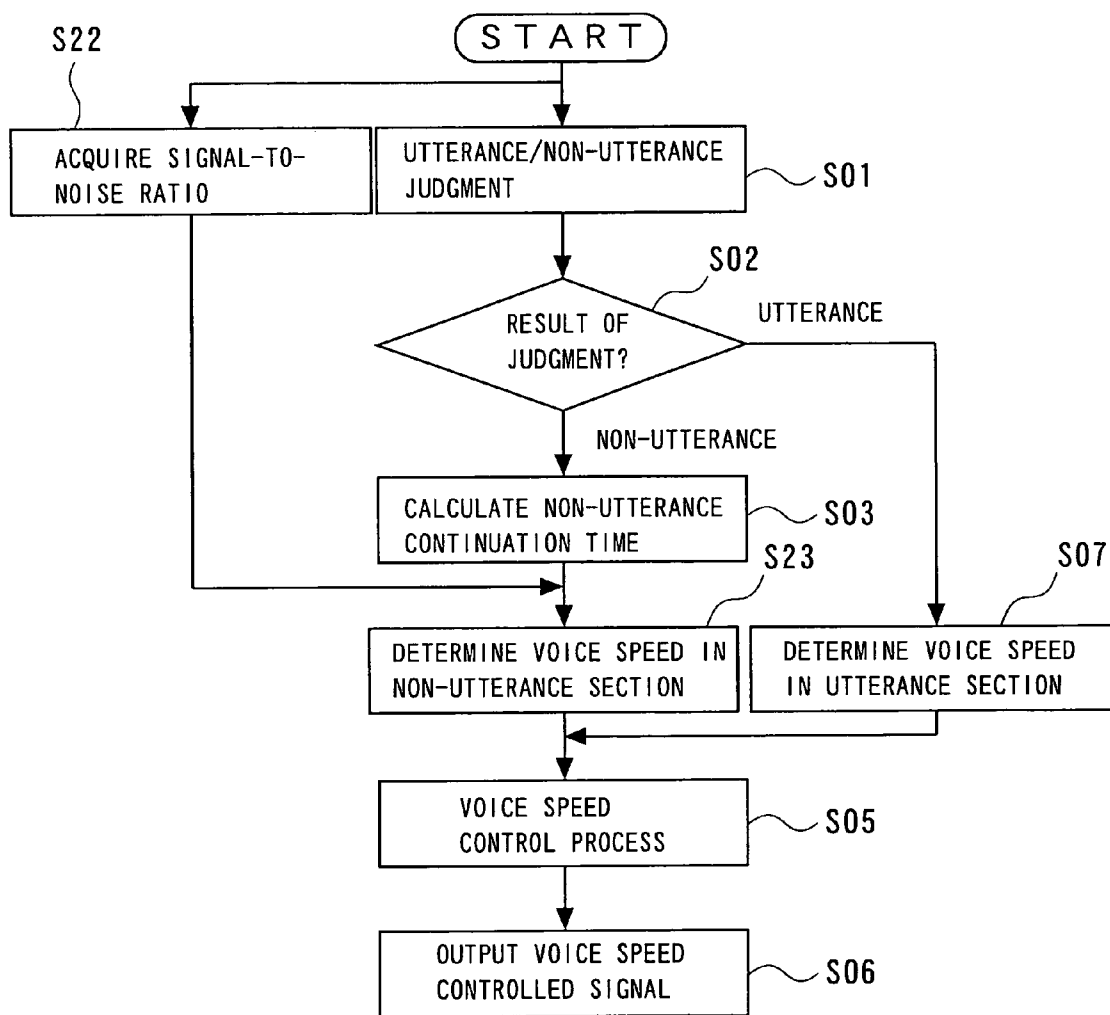 START
S22
ACQUIRE SIGNAL-TO-
NOISE RATIO
UTTERANCE/NON-UTTERANCE
JUDGMENT
S01
S02
RESULT OF
JUDGMENT?
UTTERANCE
NON-UTTERANCE
CALCULATE NON-UTTERANCE
CONTINUATION TIME
S03
S23
S07
DETERMINE VOICE SPEED IN
NON-UTTERANCE SECTION
DETERMINE VOICE SPEED
IN UTTERANCE SECTION
VOICE SPEED
CONTROL PROCESS
S05
OUTPUT VOICE SPEED
CONTROLLED SIGNAL
S06